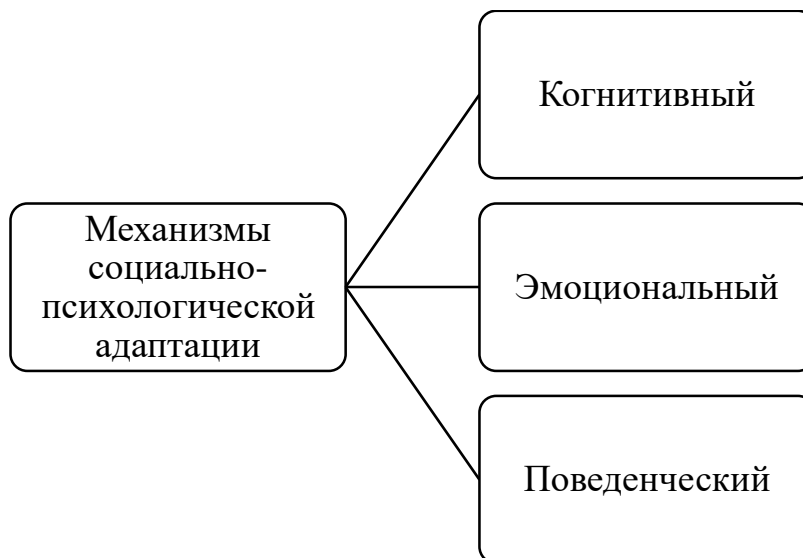 Когнитивный
Механизмы
социально-
психологической
адаптации
Эмоциональный
Поведенческий